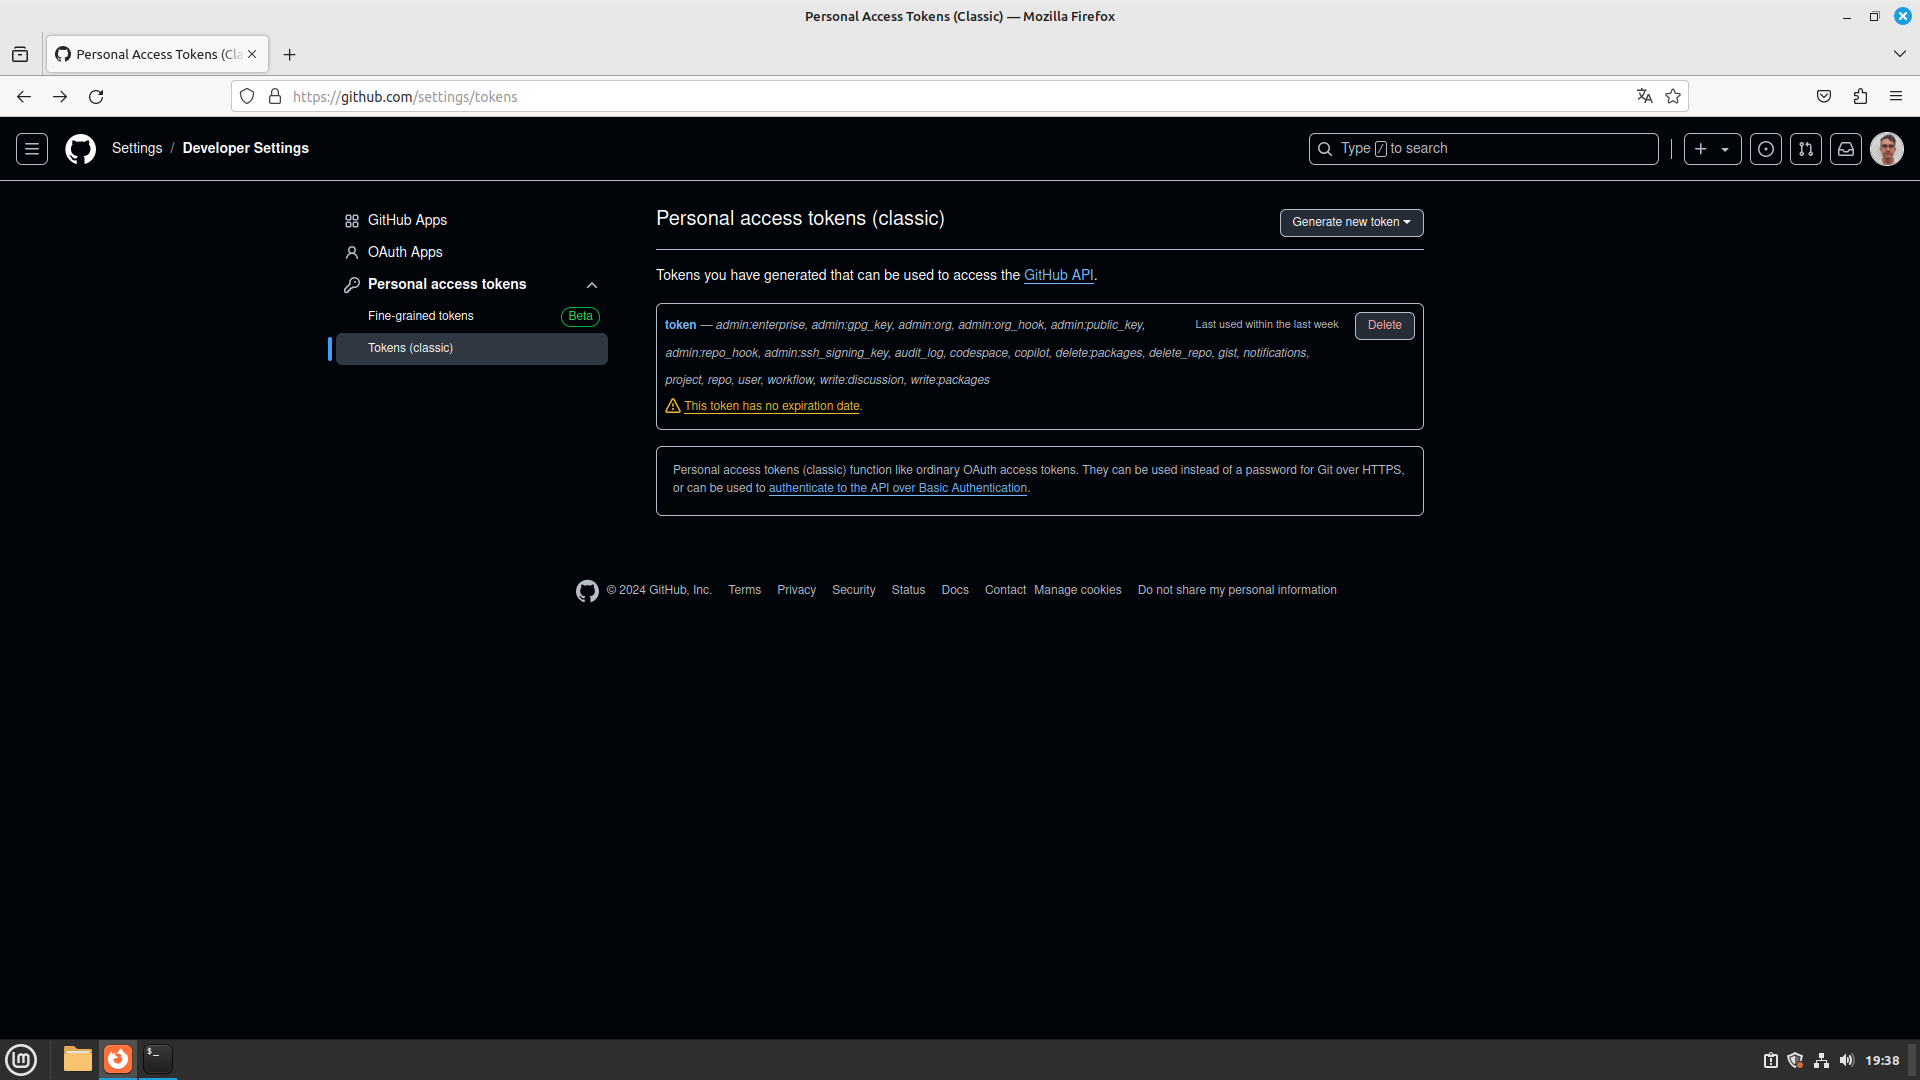 Personal Access Tokens (Classic) — Mozilla Firefox
Personal Access Tokens (Cla
https://github.com/settings/tokens
Settings / Developer Settings
Type / to search
GitHub Apps
OAuth Apps
Personal access tokens
Fine-grained tokens Beta
Tokens (classic)
Personal access tokens (classic)
Generate new token
Tokens you have generated that can be used to access the GitHub API.
token — admin:enterprise, admin:gpg_key, admin:org, admin:org_hook, admin:public_key,
Last used within the last week
Delete
admin:repo_hook, admin:ssh_signing_key, audit_log, codespace, copilot, delete:packages, delete_repo, gist, notifications,
project, repo, user, workflow, write:discussion, write:packages
This token has no expiration date.
Personal access tokens (classic) function like ordinary OAuth access tokens. They can be used instead of a password for Git over HTTPS,
or can be used to authenticate to the API over Basic Authentication.
© 2024 GitHub, Inc. Terms Privacy Security Status Docs Contact Manage cookies Do not share my personal information
$_
19:38